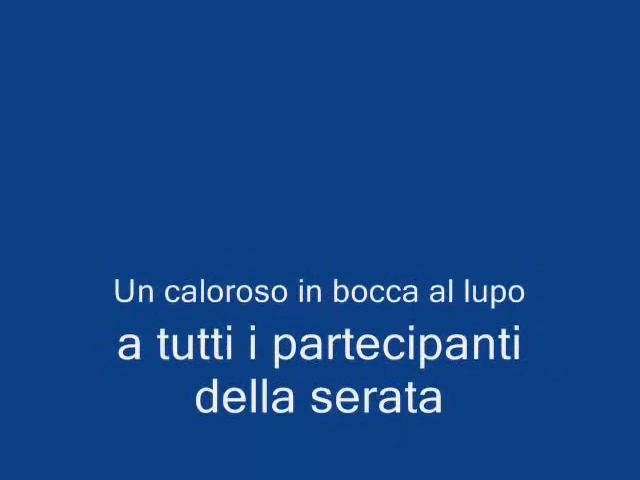 Un caloroso in bocca al lupo
a tutti i partecipanti
della serata